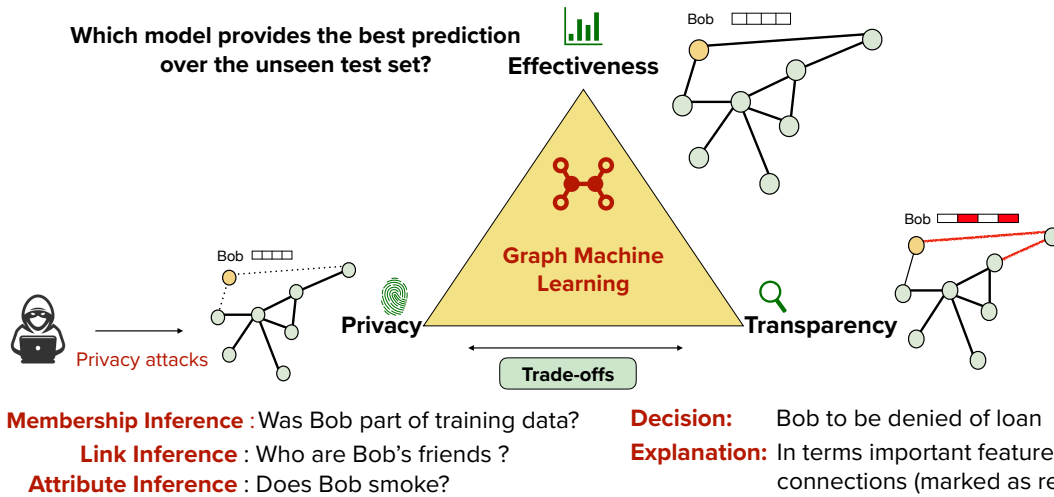 Which model provides the best prediction
over the unseen test set?
Effectiveness
Bob
Graph Machine
Learning
Bob
Bob
Privacy
Transparency
Privacy attacks
Trade-offs
Membership Inference : Was Bob part of training data?
Link Inference : Who are Bob's friends ?
Attribute Inference : Does Bob smoke?
Decision: Bob to be denied of loan
Explanation: In terms important feature
connections (marked as re